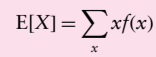 E[X] = ∑ₓ xf(x)